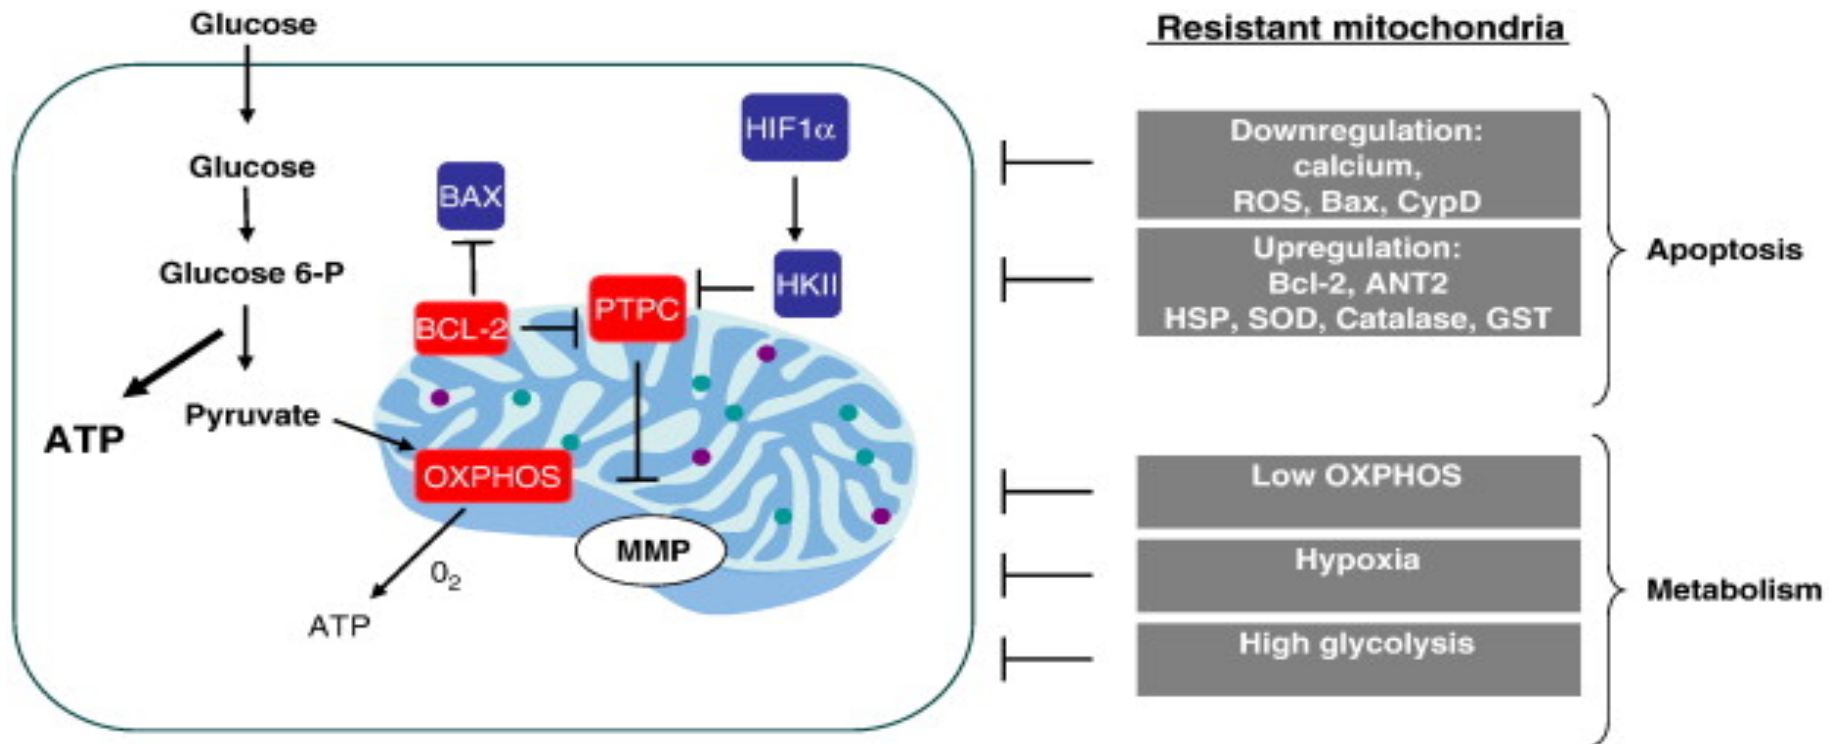 Glucose
Glucose
Glucose 6-P
ATP
Pyruvate
BAX
BCL-2
PTPC
HIF1α
HKII
OXPHOS
MMP
0₂
ATP
Resistant mitochondria
Downregulation:
calcium,
ROS, Bax, CypD
Upregulation:
Bcl-2, ANT2
HSP, SOD, Catalase, GST
Apoptosis
Low OXPHOS
Hypoxia
High glycolysis
Metabolism